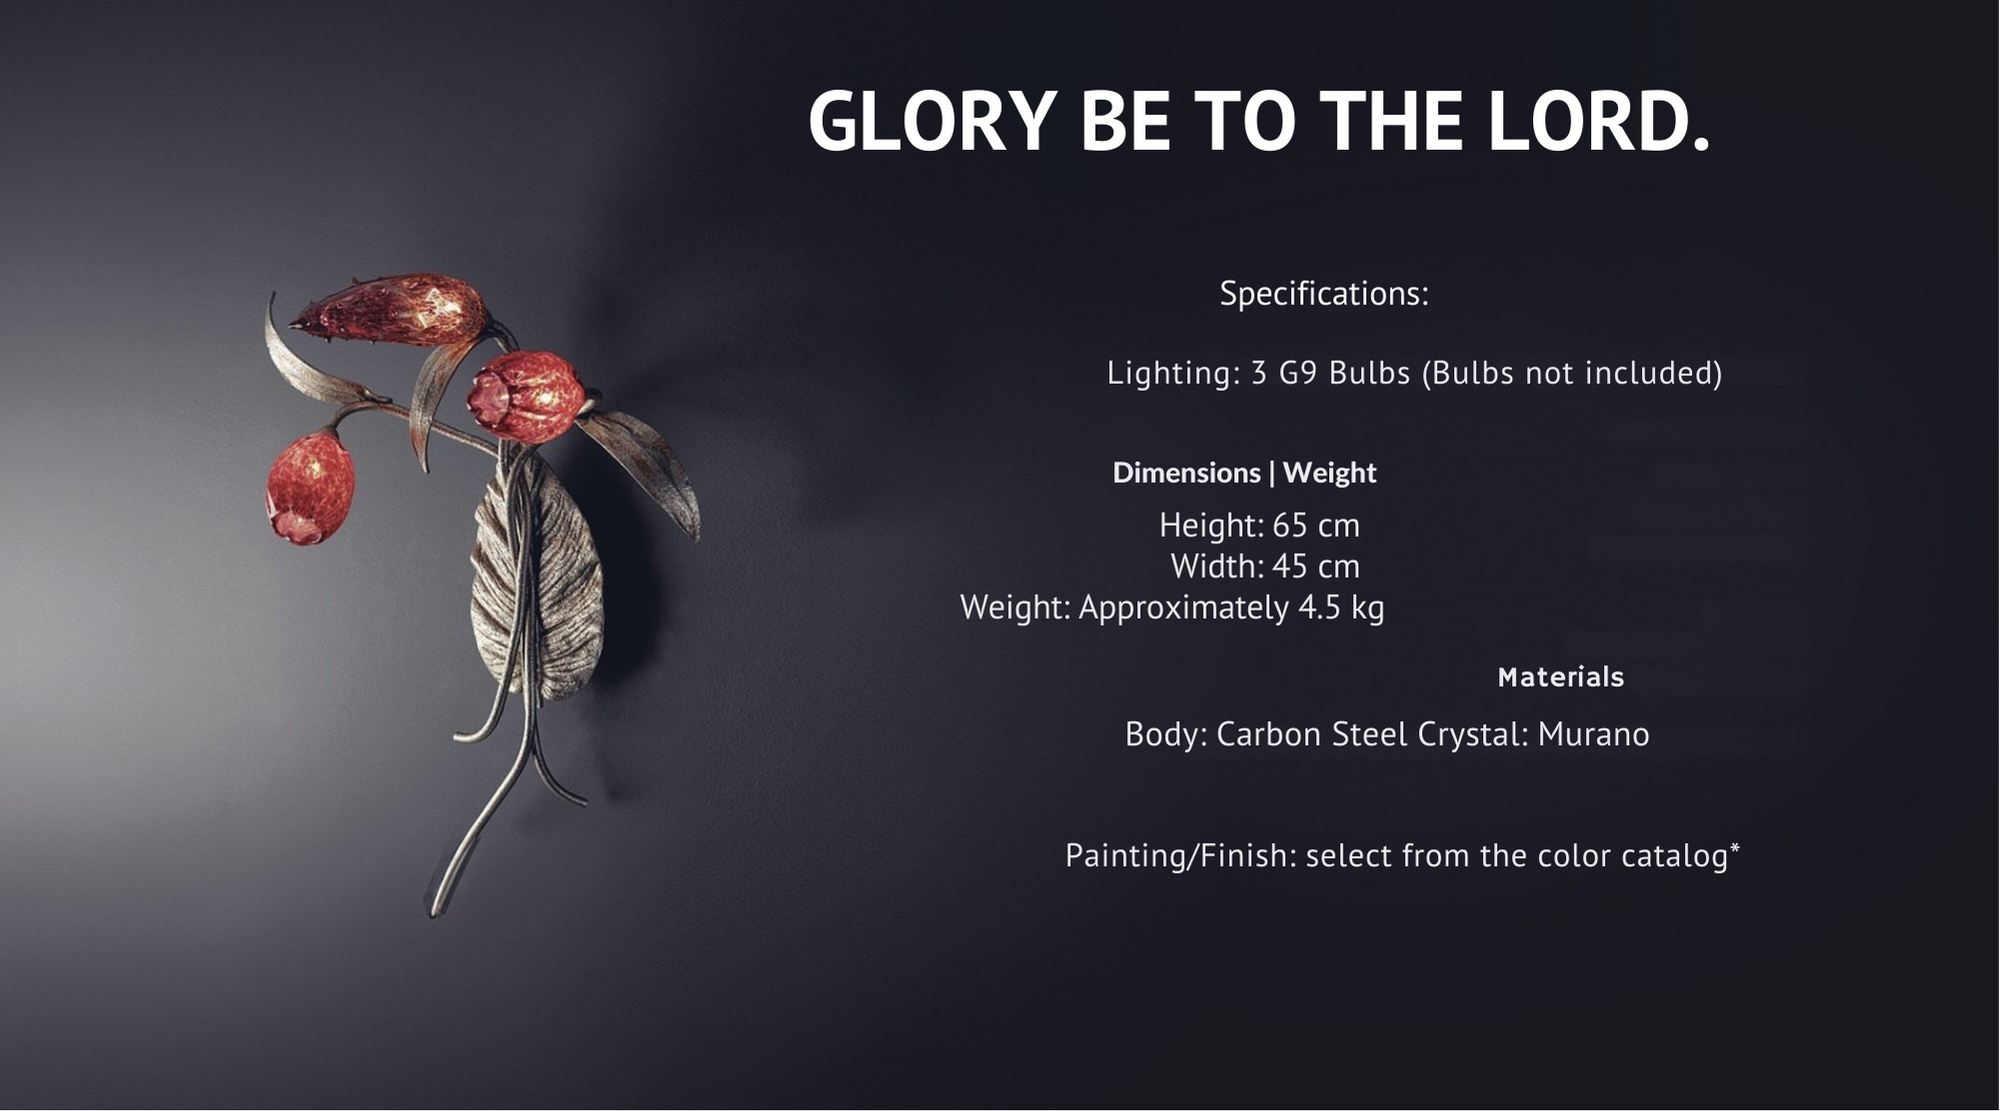 GLORY BE TO THE LORD.
Specifications:
Lighting: 3 G9 Bulbs (Bulbs not included)
Dimensions | Weight
Height: 65 cm
Width: 45 cm
Weight: Approximately 4.5 kg
Materials
Body: Carbon Steel Crystal: Murano
Painting/Finish: select from the color catalog*